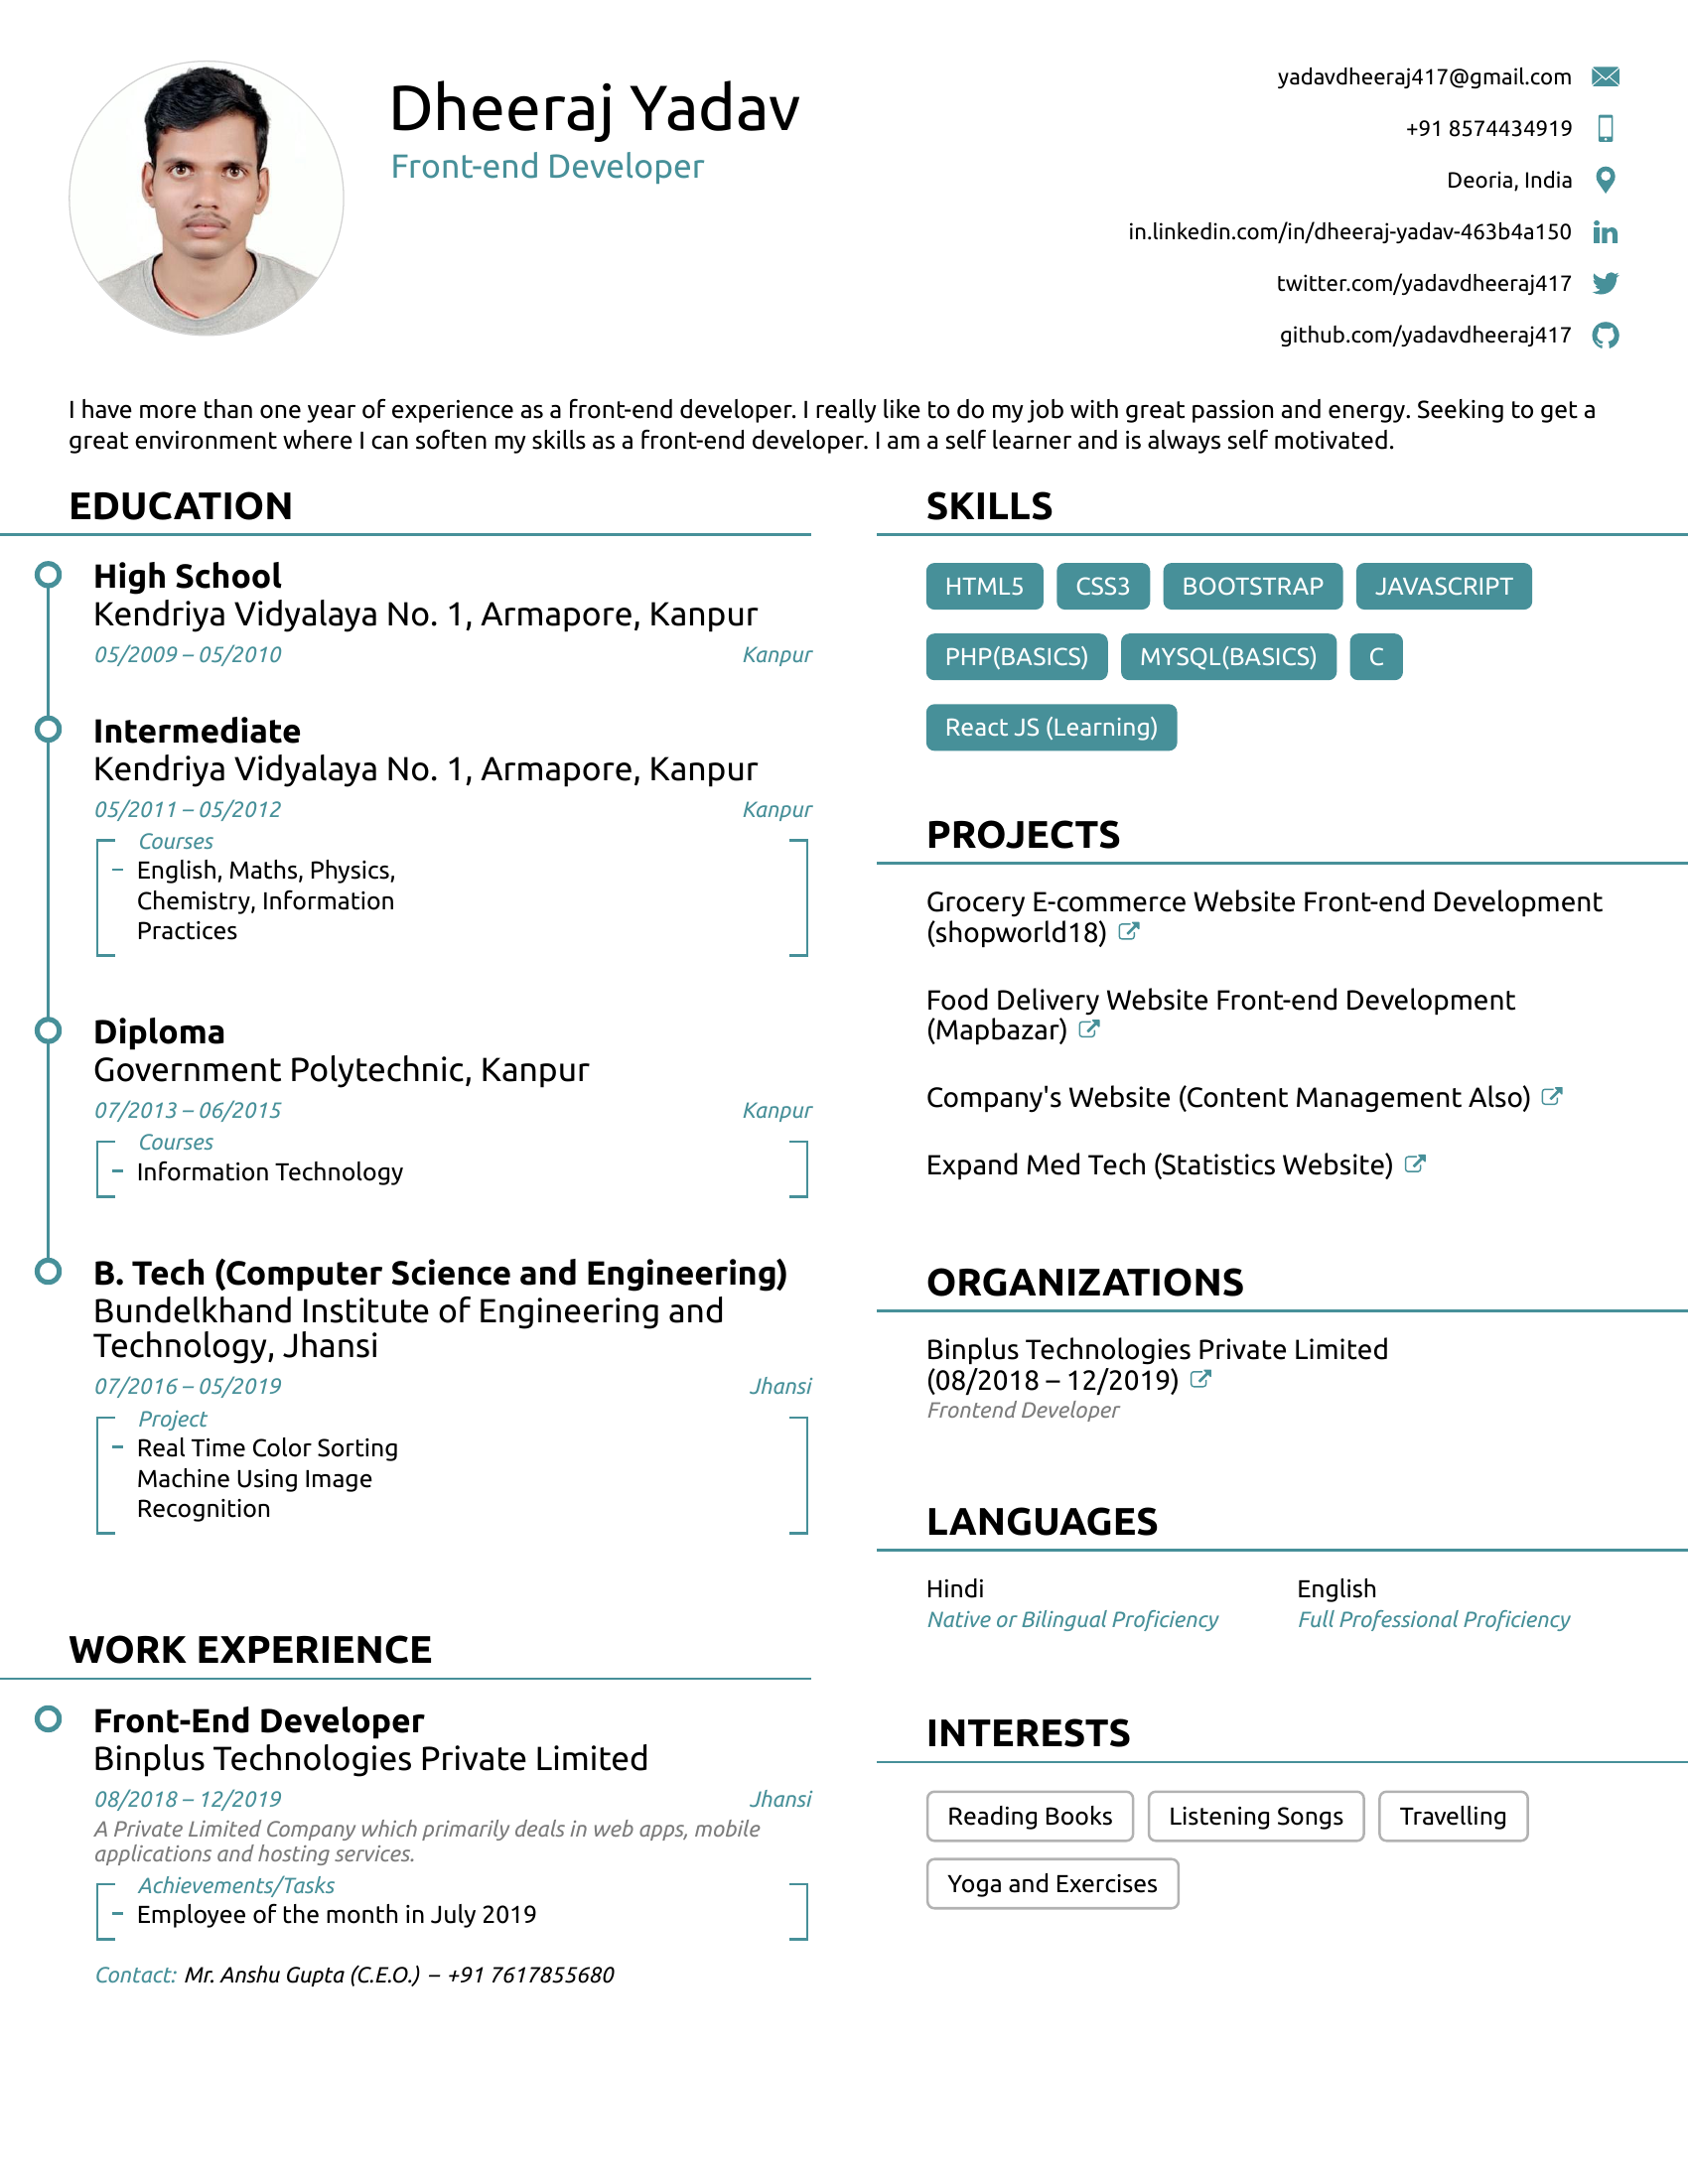 Dheeraj Yadav
Front-end Developer
yadavdheeraj417@gmail.com
+91 8574434919
Deoria, India
in.linkedin.com/in/dheeraj-yadav-463b4a150
twitter.com/yadavdheeraj417
github.com/yadavdheeraj417
I have more than one year of experience as a front-end developer. I really like to do my job with great passion and energy. Seeking to get a
great environment where I can soften my skills as a front-end developer. I am a self learner and is always self motivated.
EDUCATION
High School
Kendriya Vidyalaya No. 1, Armapore, Kanpur
05/2009 – 05/2010 Kanpur
Intermediate
Kendriya Vidyalaya No. 1, Armapore, Kanpur
05/2011 – 05/2012 Kanpur
Courses
– English, Maths, Physics,
Chemistry, Information
Practices
Diploma
Government Polytechnic, Kanpur
07/2013 – 06/2015 Kanpur
Courses
– Information Technology
B. Tech (Computer Science and Engineering)
Bundelkhand Institute of Engineering and
Technology, Jhansi
07/2016 – 05/2019 Jhansi
Project
– Real Time Color Sorting
Machine Using Image
Recognition
WORK EXPERIENCE
Front-End Developer
Binplus Technologies Private Limited
08/2018 – 12/2019 Jhansi
A Private Limited Company which primarily deals in web apps, mobile
applications and hosting services.
Achievements/Tasks
– Employee of the month in July 2019
Contact: Mr. Anshu Gupta (C.E.O.) – +91 7617855680
SKILLS
HTML5 CSS3 BOOTSTRAP JAVASCRIPT
PHP(BASICS) MYSQL(BASICS) C
React JS (Learning)
PROJECTS
Grocery E-commerce Website Front-end Development
(shopworld18)
Food Delivery Website Front-end Development
(Mapbazar)
Company's Website (Content Management Also)
Expand Med Tech (Statistics Website)
ORGANIZATIONS
Binplus Technologies Private Limited
(08/2018 – 12/2019)
Frontend Developer
LANGUAGES
Hindi English
Native or Bilingual Proficiency Full Professional Proficiency
INTERESTS
Reading Books Listening Songs Travelling
Yoga and Exercises